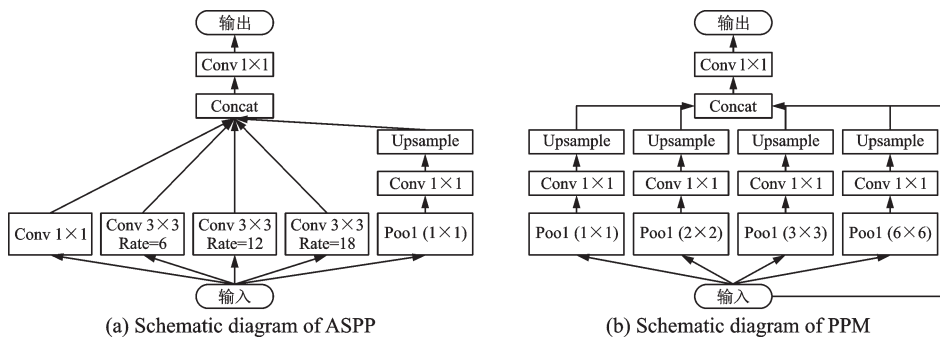 输出
Conv 1×1
Concat
Upsample
Conv 1×1
Conv 1×1
Conv 3×3
Rate=6
Conv 3×3
Rate=12
Conv 3×3
Rate=18
Poo1 (1×1)
输入
(a) Schematic diagram of ASPP
输出
Conv 1×1
Concat
Upsample
Upsample
Upsample
Upsample
Conv 1×1
Conv 1×1
Conv 1×1
Conv 1×1
Poo1 (1×1)
Poo1 (2×2)
Poo1 (3×3)
Poo1 (6×6)
输入
(b) Schematic diagram of PPM